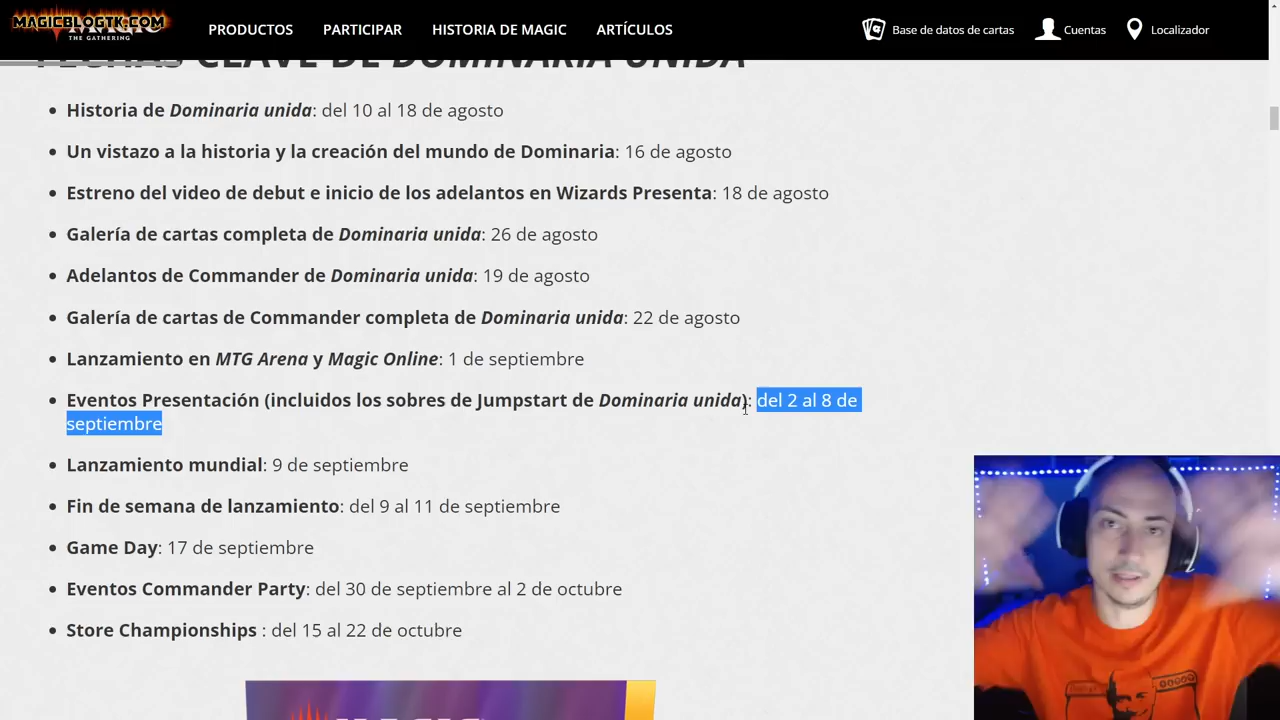 MAGICBLOGTK.COM
THE GATHERING
PRODUCTOS
PARTICIPAR
HISTORIA DE MAGIC
ARTÍCULOS
Base de datos de cartas
Cuentas
Localizador
FECHAS CLAVE DE DOMINARIA UNIDA
• Historia de Dominaria unida: del 10 al 18 de agosto
• Un vistazo a la historia y la creación del mundo de Dominaria: 16 de agosto
• Estreno del video de debut e inicio de los adelantos en Wizards Presenta: 18 de agosto
• Galería de cartas completa de Dominaria unida: 26 de agosto
• Adelantos de Commander de Dominaria unida: 19 de agosto
• Galería de cartas de Commander completa de Dominaria unida: 22 de agosto
• Lanzamiento en MTG Arena y Magic Online: 1 de septiembre
• Eventos Presentación (incluidos los sobres de Jumpstart de Dominaria unida): del 2 al 8 de
septiembre
• Lanzamiento mundial: 9 de septiembre
• Fin de semana de lanzamiento: del 9 al 11 de septiembre
• Game Day: 17 de septiembre
• Eventos Commander Party: del 30 de septiembre al 2 de octubre
• Store Championships : del 15 al 22 de octubre